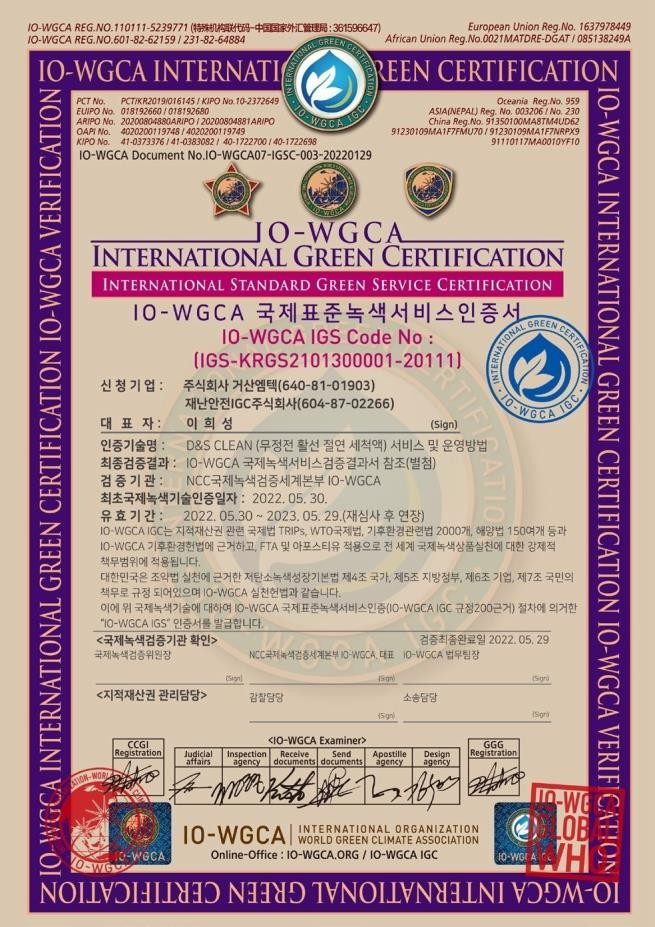 IO-WGCA REG.NO.110111-5239771 (特殊机构联代码-中国国家外汇管理局 : 361596647)
IO-WGCA REG.NO.601-82-62159 / 231-82-64884
European Union Reg.No. 1637978449
African Union Reg.No.0021MATDRE-DGAT / 085138249A
IO-WGCA INTERNATIONAL GREEN CERTIFICATION
INTERNATIONAL GREEN CERTIFICATION
IO-WGCA IGC
PCT No. PCT/KR2019/016145 / KIPO No.10-2372649
EUIPO No. 018192660 / 018192680
ARIPO No. 20200804880ARIPO / 20200804881ARIPO
OAPI No. 4020200119748 / 4020200119749
KIPO No. 41-0373376 / 41-0383082 / 40-1722700 / 40-1722698
IO-WGCA Document No.IO-WGCA07-IGSC-003-20220129
Oceania Reg.No. 959
ASIA(NEPAL) Reg. No. 003206 / No. 230
China Reg.No. 91350100MA8TM4UD62
91230109MA1F7FMU70 / 91230109MA1F7NRPX9
91110117MA0010YF10
IO-WGCA
INTERNATIONAL GREEN CERTIFICATION
INTERNATIONAL STANDARD GREEN SERVICE CERTIFICATION
IO-WGCA 국제표준녹색서비스인증서
IO-WGCA IGS Code No :
(IGS-KRGS2101300001-20111)
INTERNATIONAL GREEN CERTIFICATION
IO-WGCA IGC
신 청 기 업 : 주식회사 거산엠텍(640-81-01903)
재난안전IGC주식회사(604-87-02266)
대 표 자 : 이 희 성 (Sign)
인증기술명 : D&S CLEAN (무정전 활선 절연 세척액) 서비스 및 운영방법
최종검증결과 : IO-WGCA 국제녹색서비스검증결과서 참조(별첨)
검 증 기 관 : NCC국제녹색검증세계본부 IO-WGCA
최초국제녹색기술인증일자 : 2022. 05. 30.
유 효 기 간 : 2022. 05.30 ~ 2023. 05. 29.(재심사 후 연장)
IO-WGCA IGC는 지적재산권 관련 국제법 TRIPs, WTO국제법, 기후환경관련법 2000개, 해양법 150여개 등과
IO-WGCA 기후환경헌법에 근거하고, FTA 및 아포스티유 적용으로 전 세계 국제녹색상품실천에 대한 강제적
책무범위에 적용됩니다.
대한민국은 조약법 실천에 근거한 저탄소녹색성장기본법 제4조 국가, 제5조 지방정부, 제6조 기업, 제7조 국민의
책무로 규정 되어있으며 IO-WGCA 실천헌법과 같습니다.
이에 위 국제녹색기술에 대하여 IO-WGCA 국제표준녹색서비스인증(IO-WGCA IGC 규정200근거) 절차에 의거한
"IO-WGCA IGS" 인증서를 발급합니다.
<국제녹색검증기관 확인> 검증최종완료일 2022. 05. 29
국제녹색검증위원장 NCC국제녹색검증세계본부 IO-WGCA, 대표 IO-WGCA 법무팀장
(Sign) (Sign) (Sign)
<지적재산권 관리담당> 감찰담당 소송담당
(Sign) (Sign)
<IO-WGCA Examiner>
CCGI Registration
Judicial affairs
Inspection agency
Receive documents
Send documents
Apostille agency
Design agency
GGG Registration
IO-WGCA
IO-WGCA | INTERNATIONAL ORGANIZATION
WORLD GREEN CLIMATE ASSOCIATION
Online-Office : IO-WGCA.ORG / IO-WGCA IGC
IO-WGCA
GLOBAL
WHO
IO-WGCA INTERNATIONAL GREEN CERTIFICATION IO-WGCA VERIFICATION
IO-WGCA INTERNATIONAL GREEN CERTIFICATION IO-WGCA VERIFICATION
IO-WGCA INTERNATIONAL GREEN CERTIFICATION